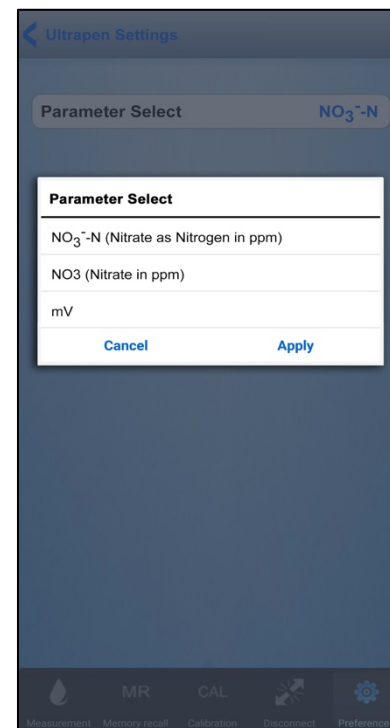 Ultrapen Settings
Parameter Select NO₃⁻-N
Parameter Select
NO₃⁻-N (Nitrate as Nitrogen in ppm)
NO3 (Nitrate in ppm)
mV
Cancel Apply
MR CAL
Measurement Memory recall Calibration Disconnect Preference